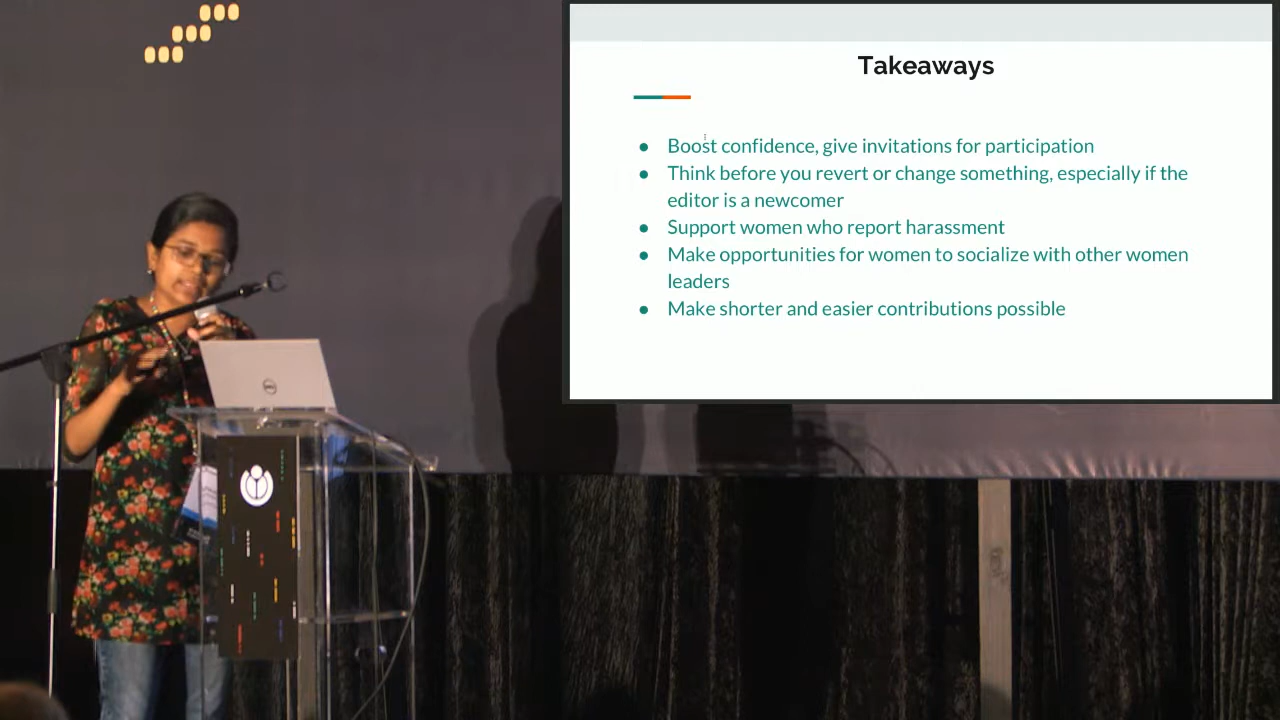 Takeaways
● Boost confidence, give invitations for participation
● Think before you revert or change something, especially if the
editor is a newcomer
● Support women who report harassment
● Make opportunities for women to socialize with other women
leaders
● Make shorter and easier contributions possible
DELL